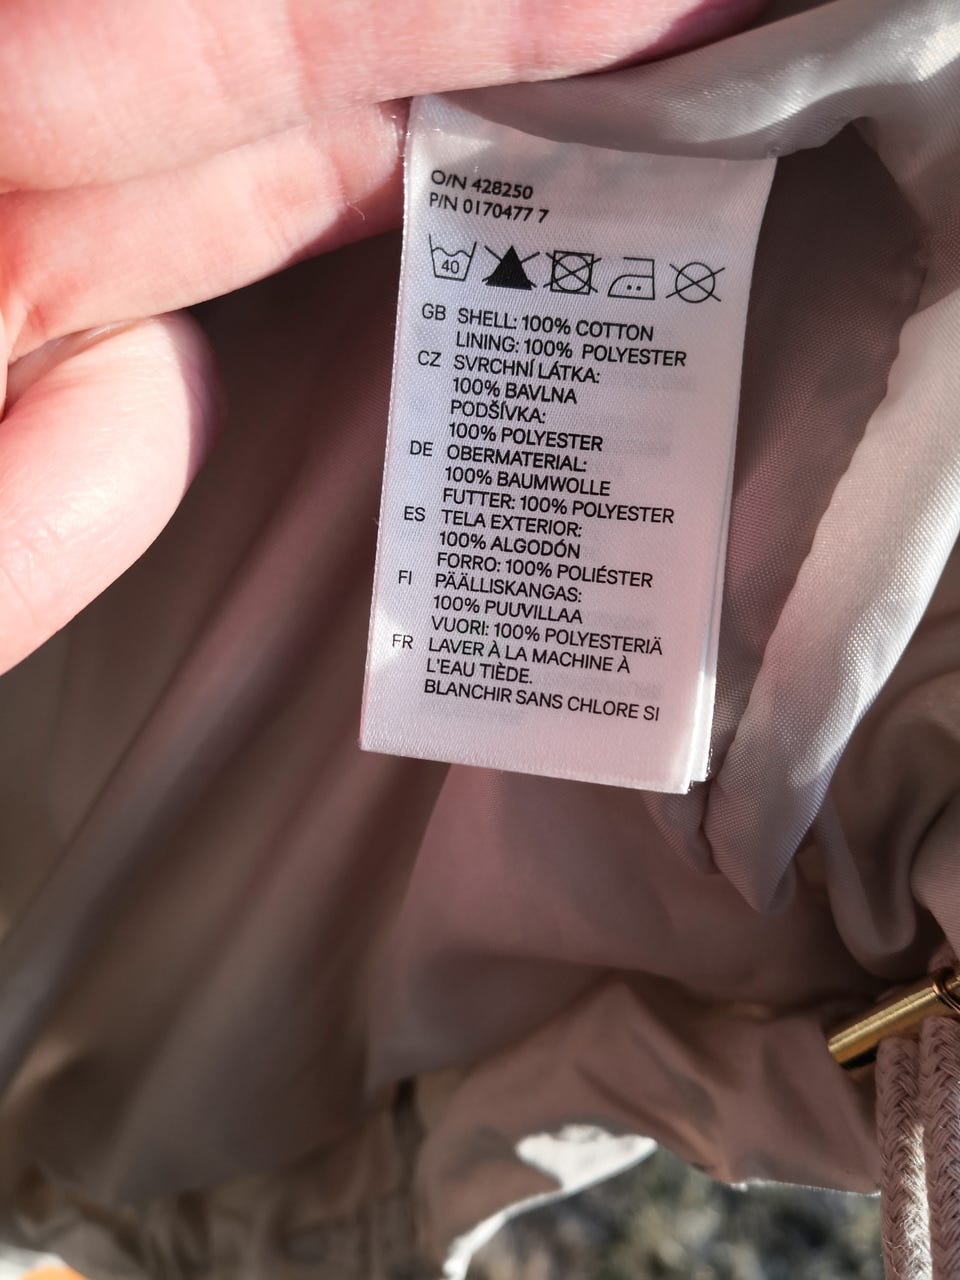 O/N 428250
P/N 0170477 7
40
GB SHELL: 100% COTTON
LINING: 100% POLYESTER
CZ SVRCHNÍ LÁTKA:
100% BAVLNA
PODŠÍVKA:
100% POLYESTER
DE OBERMATERIAL:
100% BAUMWOLLE
FUTTER: 100% POLYESTER
ES TELA EXTERIOR:
100% ALGODÓN
FORRO: 100% POLIÉSTER
FI PÄÄLLISKANGAS:
100% PUUVILLAA
VUORI: 100% POLYESTERIÄ
FR LAVER À LA MACHINE À
L'EAU TIÈDE.
BLANCHIR SANS CHLORE SI